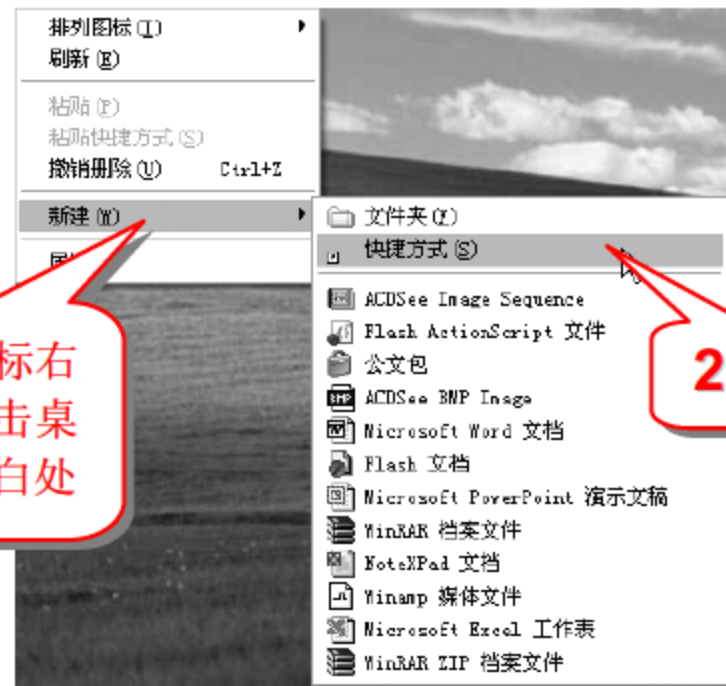 排列图标(I)
刷新(E)
粘贴(P)
粘贴快捷方式(S)
撤销删除(U) Ctrl+Z
新建(W)
文件夹(F)
快捷方式(S)
ACDSee Image Sequence
Flash ActionScript 文件
公文包
ACDSee BMP Image
Microsoft Word 文档
Flash 文档
Microsoft PowerPoint 演示文稿
WinRAR 档案文件
NoteXPad 文档
Winamp 媒体文件
Microsoft Excel 工作表
WinRAR ZIP 档案文件
标右
击桌
白处
2